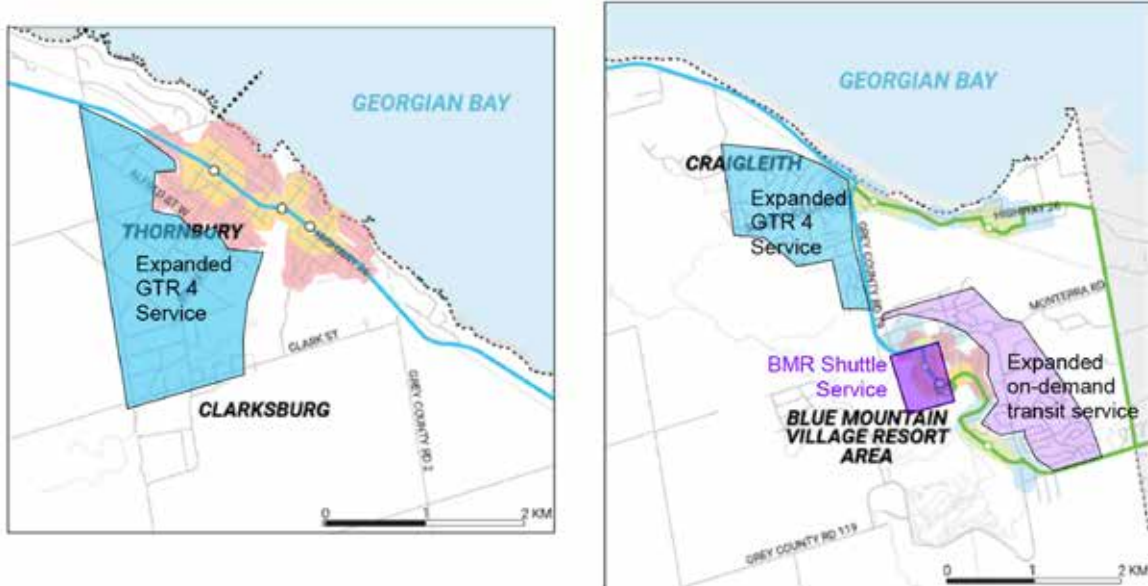 GEORGIAN BAY
ALFRED ST W
THORNBURY
Expanded
GTR 4
Service
CLARK ST
CLARKSBURG
GREY COUNTY RD 2
0 1 2 KM
GEORGIAN BAY
CRAIGLEITH
Expanded
GTR 4
Service
HIGHWAY 26
GREY COUNTY RD
MONTERRA RD
BMR Shuttle
Service
Expanded
on-demand
transit service
BLUE MOUNTAIN
VILLAGE RESORT
AREA
GREY COUNTY RD 119
0 1 2 KM